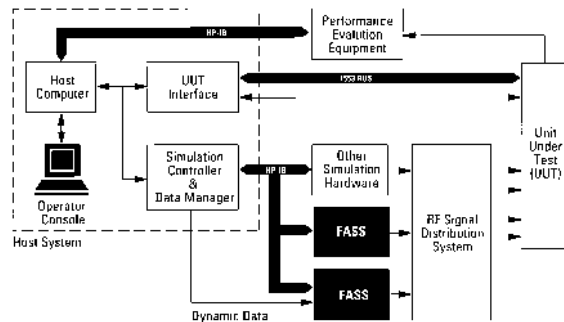 HP-IB
Performance
Evalution
Equipment
Host
Computer
UUT
Interface
1553 BUS
Unit
Under
Test
(UUT)
Simulation
Controller
&
Data Manager
HP-IB
Other
Simulation
Hardware
Operator
Console
Host System
FASS
RF Signal
Distribution
System
FASS
Dynamic Data